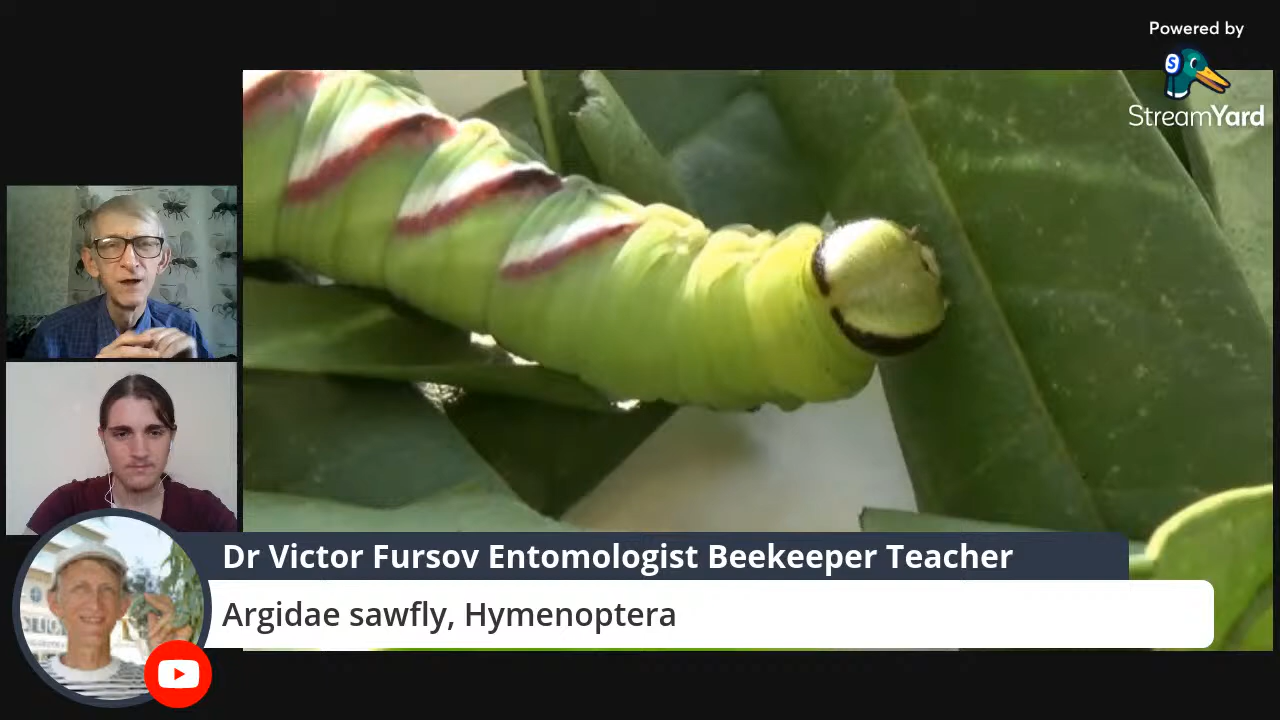 Powered by
S
StreamYard
Dr Victor Fursov Entomologist Beekeeper Teacher
Argidae sawfly, Hymenoptera